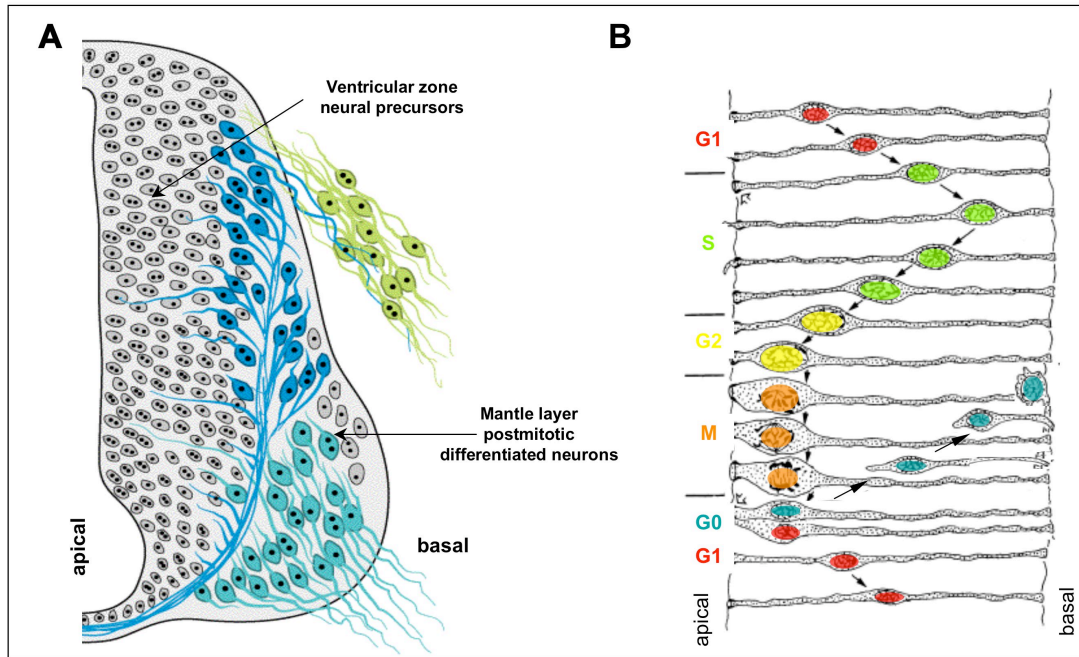 A
Ventricular zone
neural precursors
Mantle layer
postmitotic
differentiated neurons
apical
basal
B
G1
S
G2
M
G0
G1
apical
basal